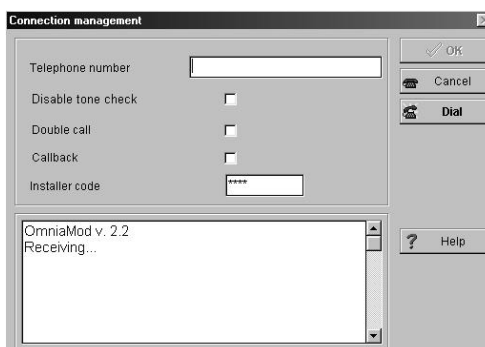 Connection management
OK
Telephone number
Cancel
Disable tone check
Dial
Double call
Callback
Installer code
****
OmniaMod v. 2.2
Receiving...
? Help